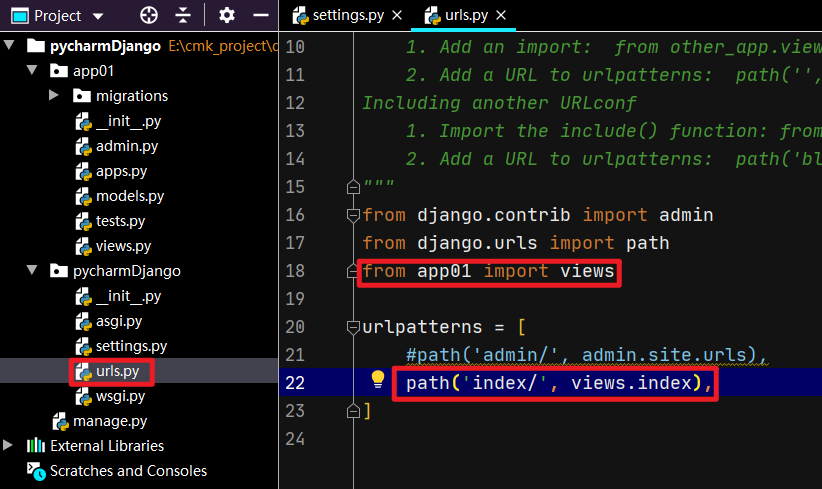 Project
settings.py
urls.py
pycharmDjango E:\cmk_project\
app01
migrations
__init__.py
admin.py
apps.py
models.py
tests.py
views.py
pycharmDjango
__init__.py
asgi.py
settings.py
urls.py
wsgi.py
manage.py
External Libraries
Scratches and Consoles
10 1. Add an import:  from other_app.view
11 2. Add a URL to urlpatterns:  path('',
12 Including another URLconf
13 1. Import the include() function: from
14 2. Add a URL to urlpatterns:  path('bl
15 """
16 from django.contrib import admin
17 from django.urls import path
18 from app01 import views
19
20 urlpatterns = [
21 #path('admin/', admin.site.urls),
22 path('index/', views.index),
23 ]
24